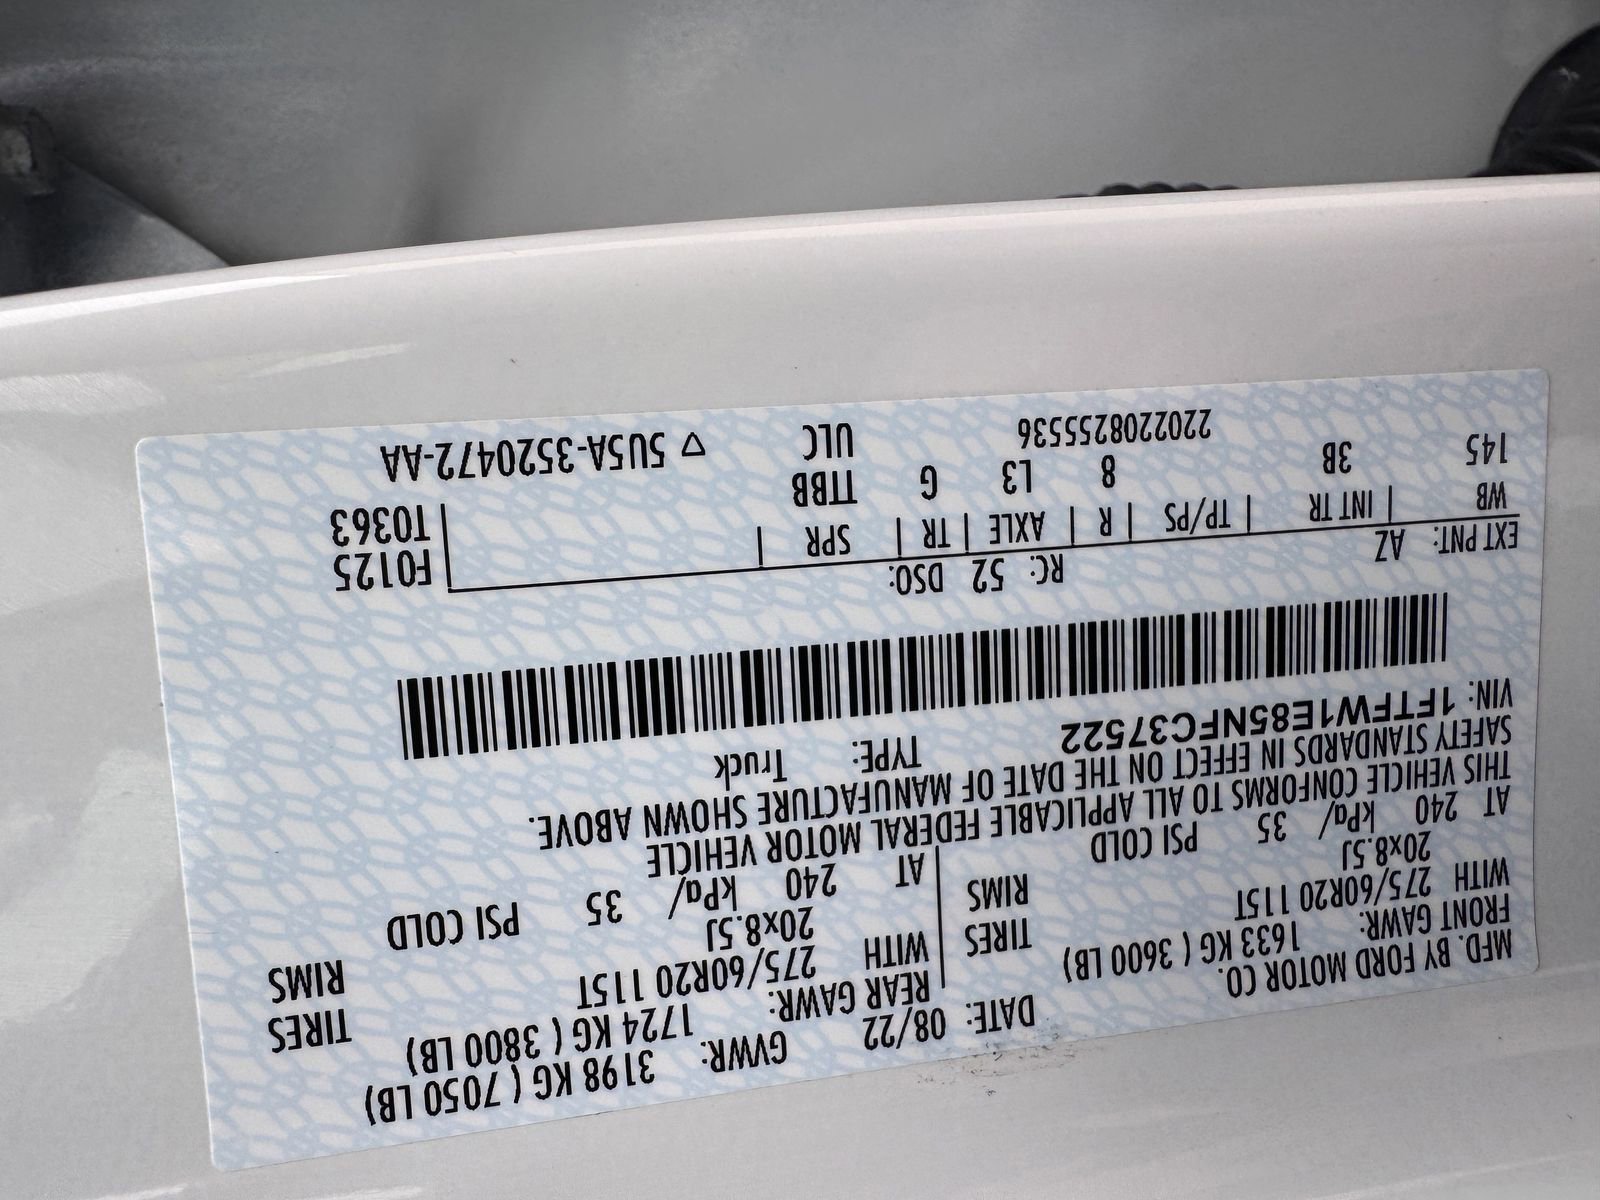 MFD. BY FORD MOTOR CO.
DATE: 08/22 GVWR: 3198 KG ( 7050 LB)
FRONT GAWR: 1633 KG ( 3600 LB) REAR GAWR: 1724 KG ( 3800 LB)
WITH 275/60R20 115T TIRES WITH 275/60R20 115T TIRES
20x8.5J RIMS 20x8.5J RIMS
AT 240 kPa/ 35 PSI COLD AT 240 kPa/ 35 PSI COLD
THIS VEHICLE CONFORMS TO ALL APPLICABLE FEDERAL MOTOR VEHICLE
SAFETY STANDARDS IN EFFECT ON THE DATE OF MANUFACTURE SHOWN ABOVE.
VIN: 1FTFW1E85NFC37522 TYPE: Truck
EXT PNT: AZ RC: 52 DSO: F0125
WB | INT TR | TP/PS | R | AXLE | TR | SPR | T0363
145 3B 8 L3 G TTBB
2202208255536 ULC ▽ 5U5A-3520472-AA